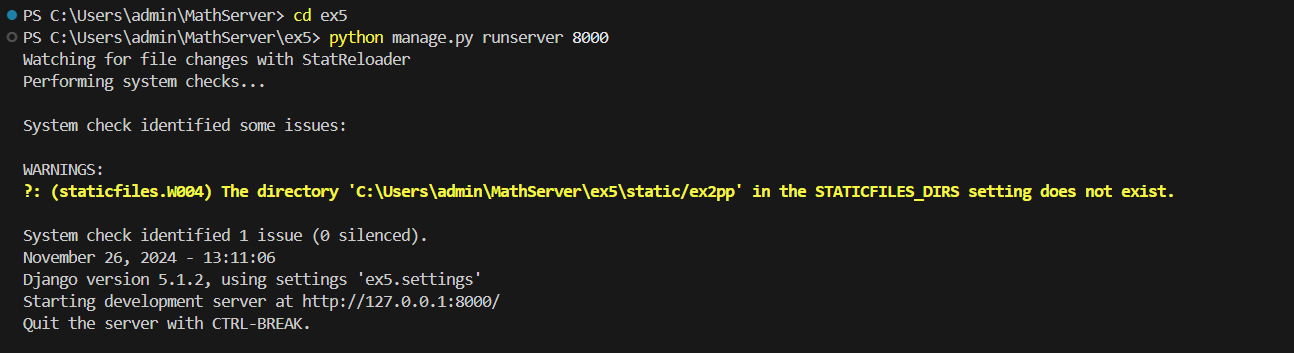 PS C:\Users\admin\MathServer> cd ex5
PS C:\Users\admin\MathServer\ex5> python manage.py runserver 8000
Watching for file changes with StatReloader
Performing system checks...
System check identified some issues:
WARNINGS:
?: (staticfiles.W004) The directory 'C:\Users\admin\MathServer\ex5\static/ex2pp' in the STATICFILES_DIRS setting does not exist.
System check identified 1 issue (0 silenced).
November 26, 2024 - 13:11:06
Django version 5.1.2, using settings 'ex5.settings'
Starting development server at http://127.0.0.1:8000/
Quit the server with CTRL-BREAK.